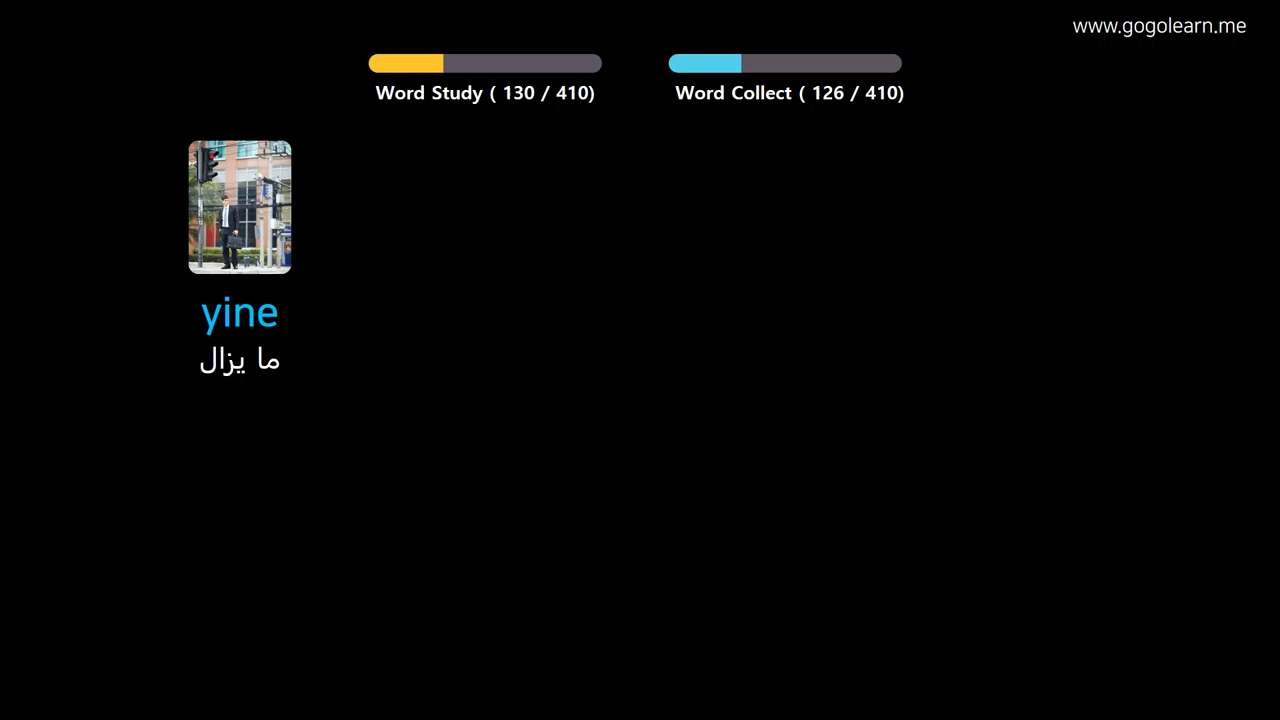 www.gogolearn.me
Word Study ( 130 / 410)
Word Collect ( 126 / 410)
yine
ما يزال